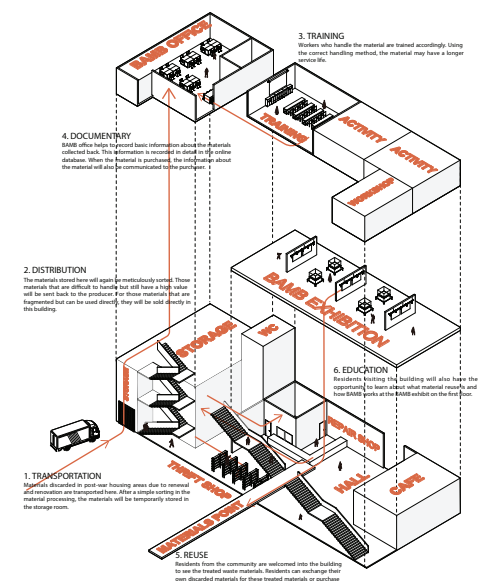 3. TRAINING
Workers who handle the material are trained accordingly. Using
the correct handling method, the material may have a longer
service life.
BAMB OFFICE
TRAINING
ACTIVITY
ACTIVITY
WORKSHOP
4. DOCUMENTARY
BAMB office helps to record basic information about the materials
collected back. This information is recorded in detail in the online
database. When the material is purchased, the information about
the material will also be communicated to the purchaser.
2. DISTRIBUTION
The materials stored here will again be meticulously sorted. Those
materials that are difficult to handle but still have a high value
will be sent back to the producer. For those materials that are
fragmented but can be used directly, they will be sold directly in
this building.
BAMB EXHIBITION
STORAGE
WC
6. EDUCATION
Residents visiting the building will also have the
opportunity to learn about what material reuse is and
how BAMB works at the BAMB exhibit on the first floor.
REPAIR SHOP
HALL
CAFE
THRIFT SHOP
MATERIALS POINT
1. TRANSPORTATION
Materials discarded in post-war housing areas due to renewal
and renovation are transported here. After a simple sorting in the
material processing, the materials will be temporarily stored in
the storage room.
5. REUSE
Residents from the community are welcomed into the building
to see the treated waste materials. Residents can exchange their
own discarded materials for these treated materials or purchase